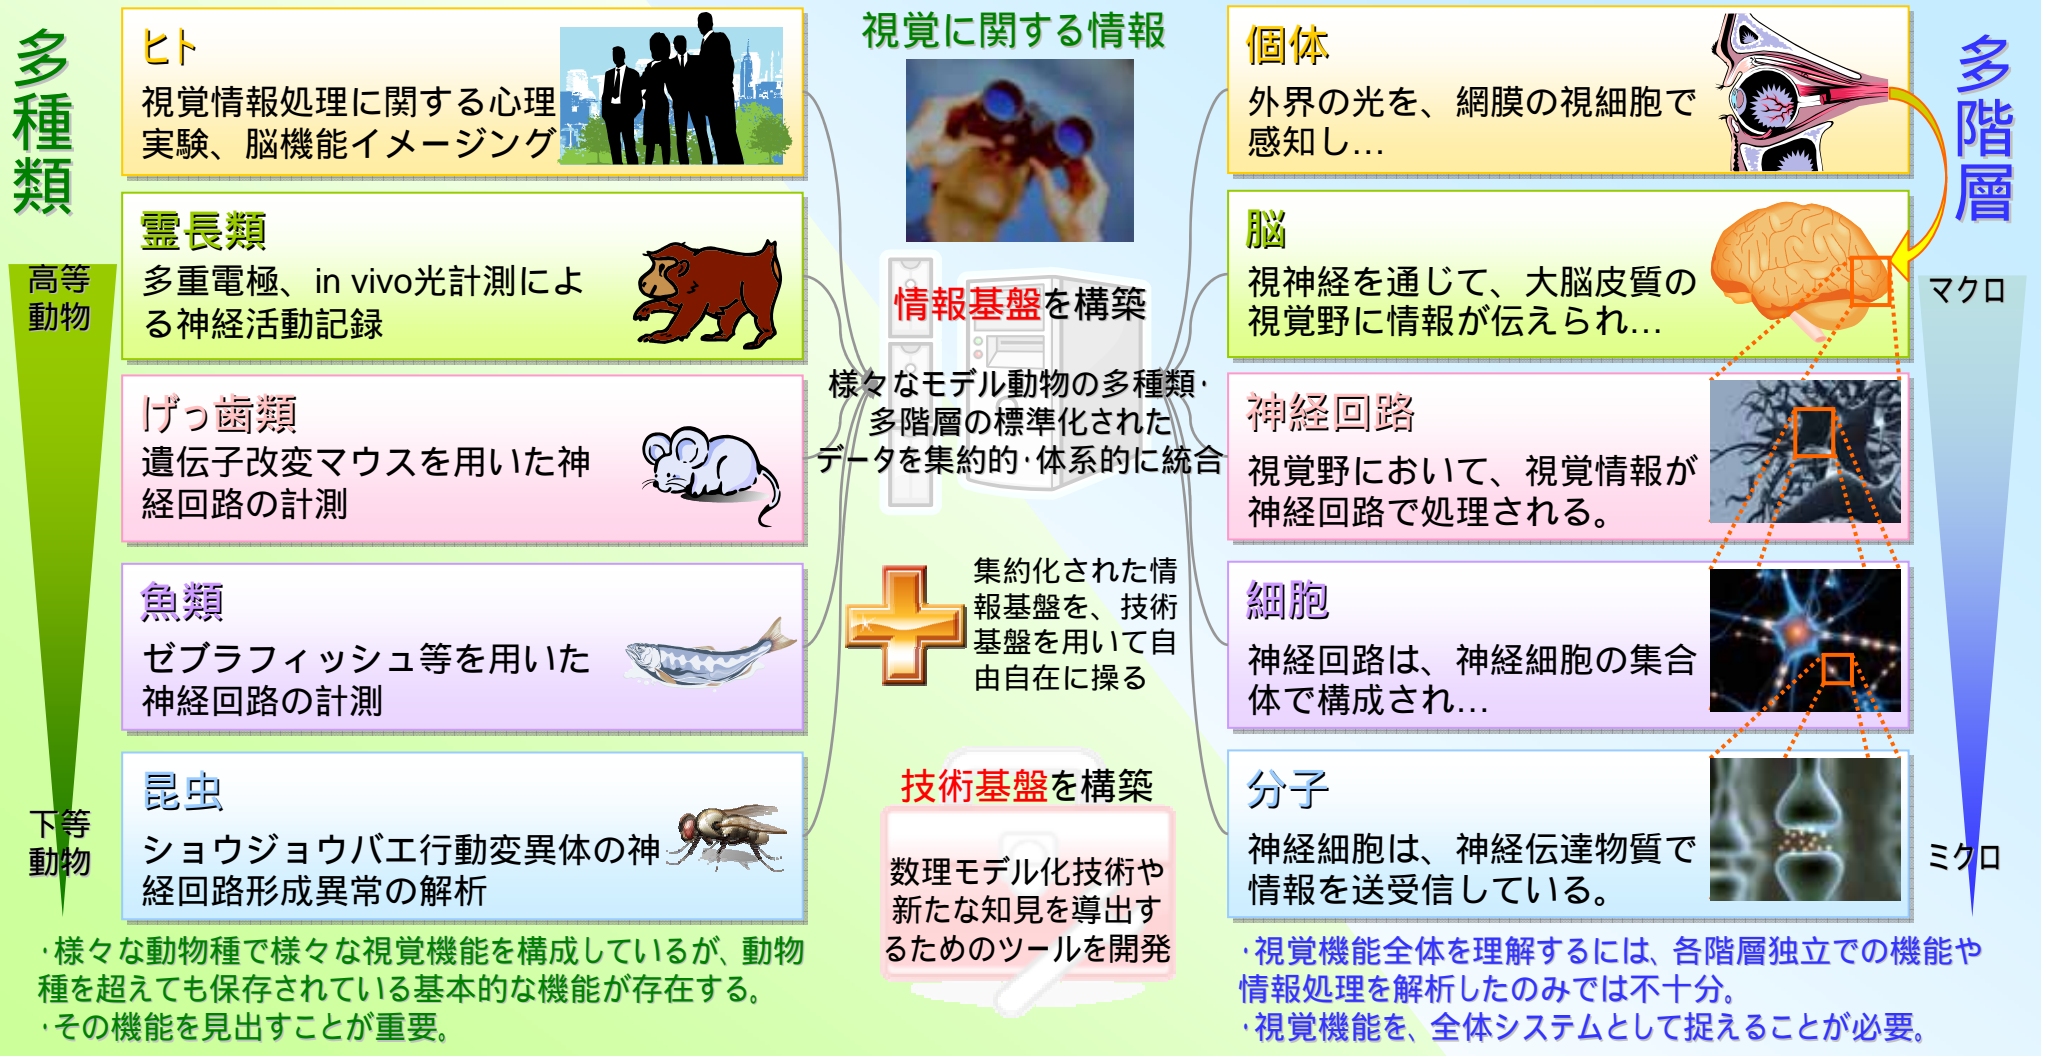 多種類
高等
動物
下等
動物
ヒト
視覚情報処理に関する心理
実験、脳機能イメージング
霊長類
多重電極、in vivo光計測によ
る神経活動記録
げっ歯類
遺伝子改変マウスを用いた神
経回路の計測
魚類
ゼブラフィッシュ等を用いた
神経回路の計測
昆虫
ショウジョウバエ行動変異体の神
経回路形成異常の解析
・様々な動物種で様々な視覚機能を構成しているが、動物
種を超えても保存されている基本的な機能が存在する。
・その機能を見出すことが重要。
視覚に関する情報
情報基盤を構築
様々なモデル動物の多種類・
多階層の標準化された
データを集約的・体系的に統合
集約化された情
報基盤を、技術
基盤を用いて自
由自在に操る
技術基盤を構築
数理モデル化技術や
新たな知見を導出す
るためのツールを開発
個体
外界の光を、網膜の視細胞で
感知し…
脳
視神経を通じて、大脳皮質の
視覚野に情報が伝えられ…
神経回路
視覚野において、視覚情報が
神経回路で処理される。
細胞
神経回路は、神経細胞の集合
体で構成され…
分子
神経細胞は、神経伝達物質で
情報を送受信している。
多階層
マクロ
ミクロ
・視覚機能全体を理解するには、各階層独立での機能や
情報処理を解析したのみでは不十分。
・視覚機能を、全体システムとして捉えることが必要。